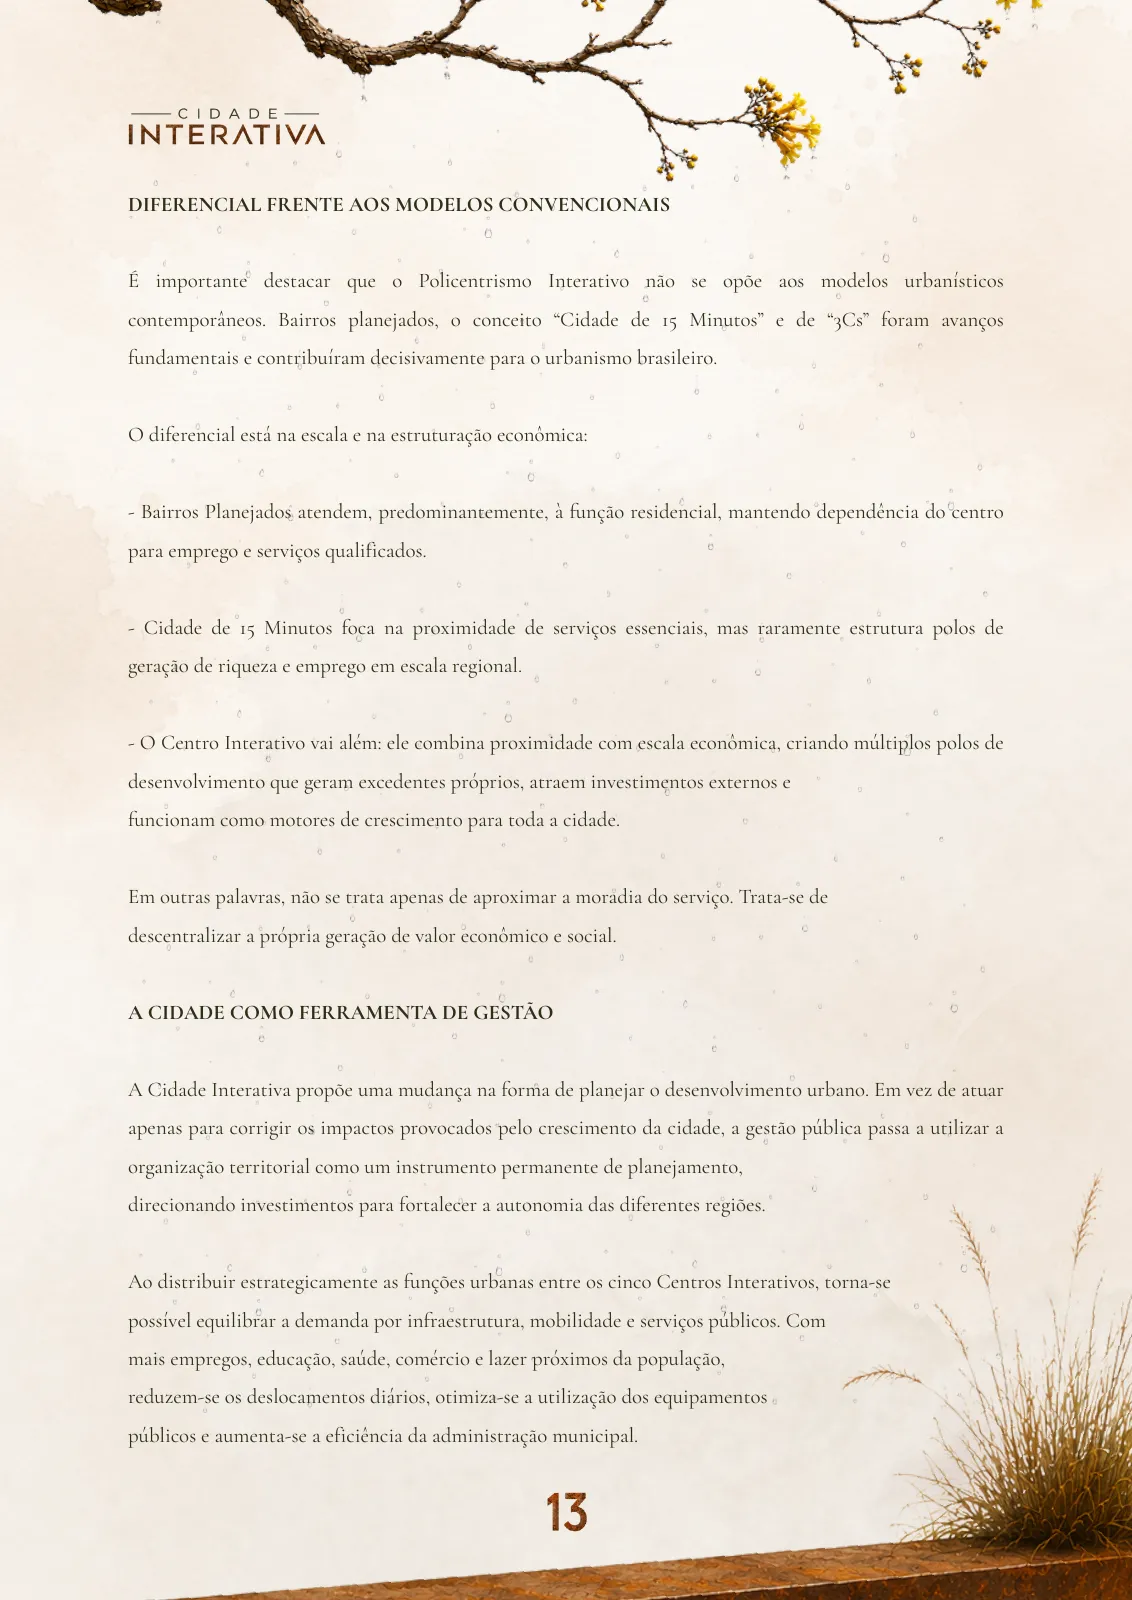 CIDADE
INTERATIVA
DIFERENCIAL FRENTE AOS MODELOS CONVENCIONAIS
É importante destacar que o Policentrismo Interativo não se opõe aos modelos urbanísticos
contemporâneos. Bairros planejados, o conceito “Cidade de 15 Minutos” e de “3Cs” foram avanços
fundamentais e contribuíram decisivamente para o urbanismo brasileiro.
O diferencial está na escala e na estruturação econômica:
- Bairros Planejados atendem, predominantemente, à função residencial, mantendo dependência do centro
para emprego e serviços qualificados.
- Cidade de 15 Minutos foca na proximidade de serviços essenciais, mas raramente estrutura polos de
geração de riqueza e emprego em escala regional.
- O Centro Interativo vai além: ele combina proximidade com escala econômica, criando múltiplos polos de
desenvolvimento que geram excedentes próprios, atraem investimentos externos e
funcionam como motores de crescimento para toda a cidade.
Em outras palavras, não se trata apenas de aproximar a moradia do serviço. Trata-se de
descentralizar a própria geração de valor econômico e social.
A CIDADE COMO FERRAMENTA DE GESTÃO
A Cidade Interativa propõe uma mudança na forma de planejar o desenvolvimento urbano. Em vez de atuar
apenas para corrigir os impactos provocados pelo crescimento da cidade, a gestão pública passa a utilizar a
organização territorial como um instrumento permanente de planejamento,
direcionando investimentos para fortalecer a autonomia das diferentes regiões.
Ao distribuir estrategicamente as funções urbanas entre os cinco Centros Interativos, torna-se
possível equilibrar a demanda por infraestrutura, mobilidade e serviços públicos. Com
mais empregos, educação, saúde, comércio e lazer próximos da população,
reduzem-se os deslocamentos diários, otimiza-se a utilização dos equipamentos
públicos e aumenta-se a eficiência da administração municipal.
13